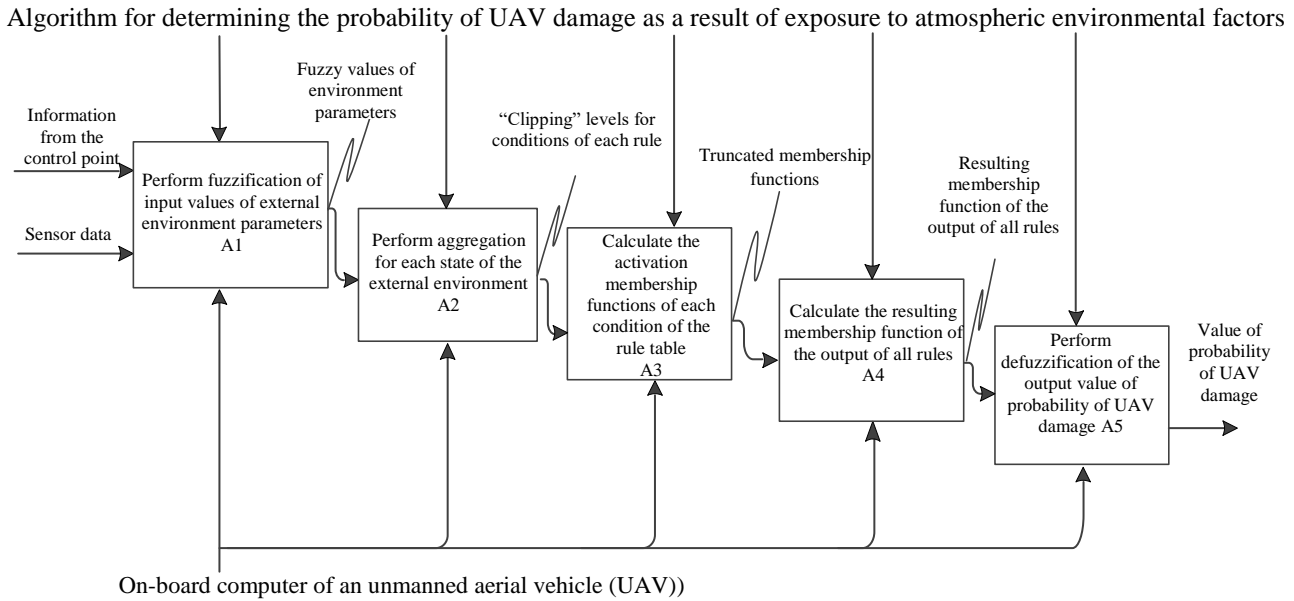 Algorithm for determining the probability of UAV damage as a result of exposure to atmospheric environmental factors
Fuzzy values of
environment
parameters
Information
from the
control point
Sensor data
Perform fuzzification of
input values of external
environment parameters
A1
“Clipping” levels for
conditions of each rule
Perform aggregation
for each state of the
external environment
A2
Truncated membership
functions
Calculate the
activation
membership
functions of each
condition of the
rule table
A3
Resulting
membership
function of the
output of all rules
Calculate the resulting
membership function of
the output of all rules
A4
Perform
defuzzification of the
output value of
probability of UAV
damage A5
Value of
probability
of UAV
damage
On-board computer of an unmanned aerial vehicle (UAV))